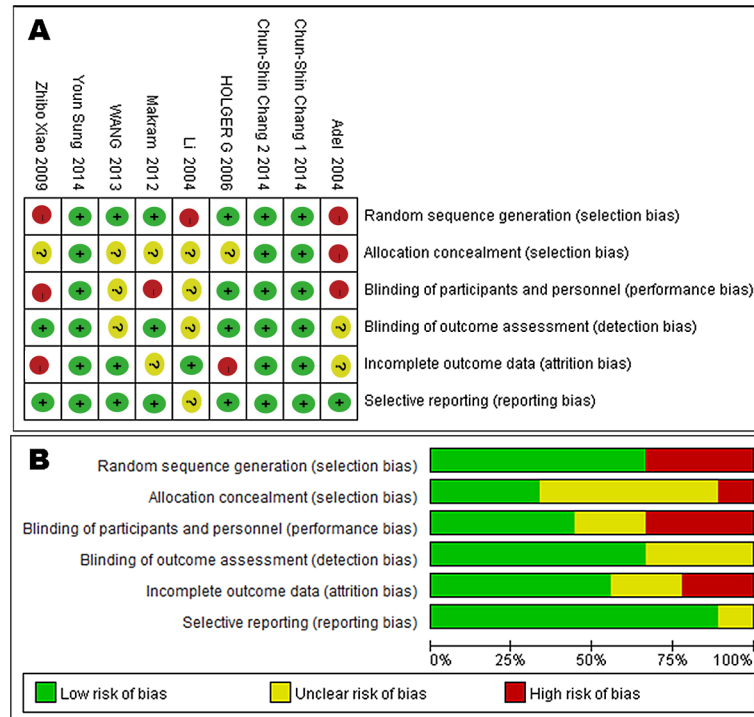 A
Zhibo Xiao 2009
Youn Sung 2014
WANG 2013
Makram 2012
Li 2004
HOLGER G 2006
Chun-Shin Chang 2 2014
Chun-Shin Chang 1 2014
Adel 2004
− + + + − + + + − Random sequence generation (selection bias)
? + ? ? ? ? + + − Allocation concealment (selection bias)
− + ? − ? + + + − Blinding of participants and personnel (performance bias)
+ + ? + ? + + + ? Blinding of outcome assessment (detection bias)
− + + ? + − + + ? Incomplete outcome data (attrition bias)
+ + + + ? + + + + Selective reporting (reporting bias)
B
Random sequence generation (selection bias)
Allocation concealment (selection bias)
Blinding of participants and personnel (performance bias)
Blinding of outcome assessment (detection bias)
Incomplete outcome data (attrition bias)
Selective reporting (reporting bias)
0% 25% 50% 75% 100%
Low risk of bias Unclear risk of bias High risk of bias